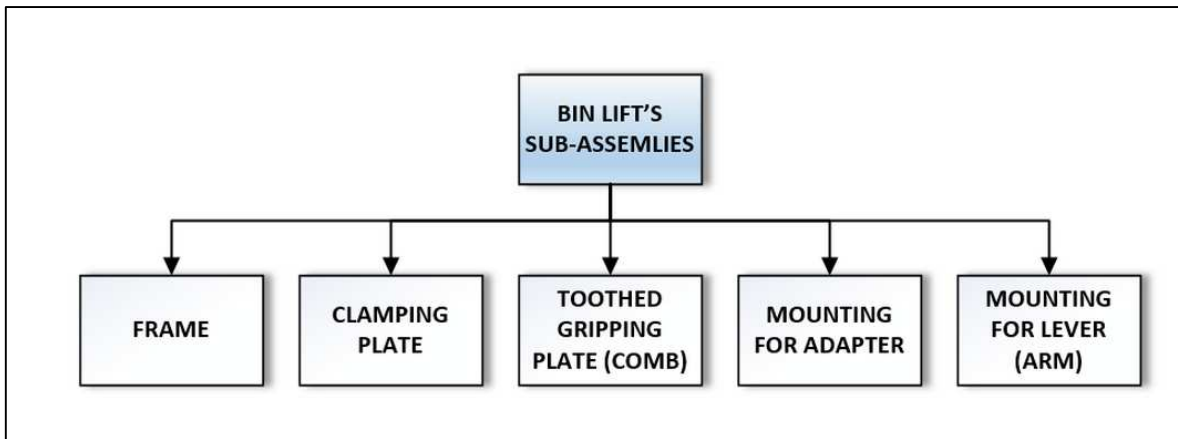 BIN LIFT’S
SUB-ASSEMLIES
FRAME
CLAMPING
PLATE
TOOTHED
GRIPPING
PLATE (COMB)
MOUNTING
FOR ADAPTER
MOUNTING
FOR LEVER
(ARM)